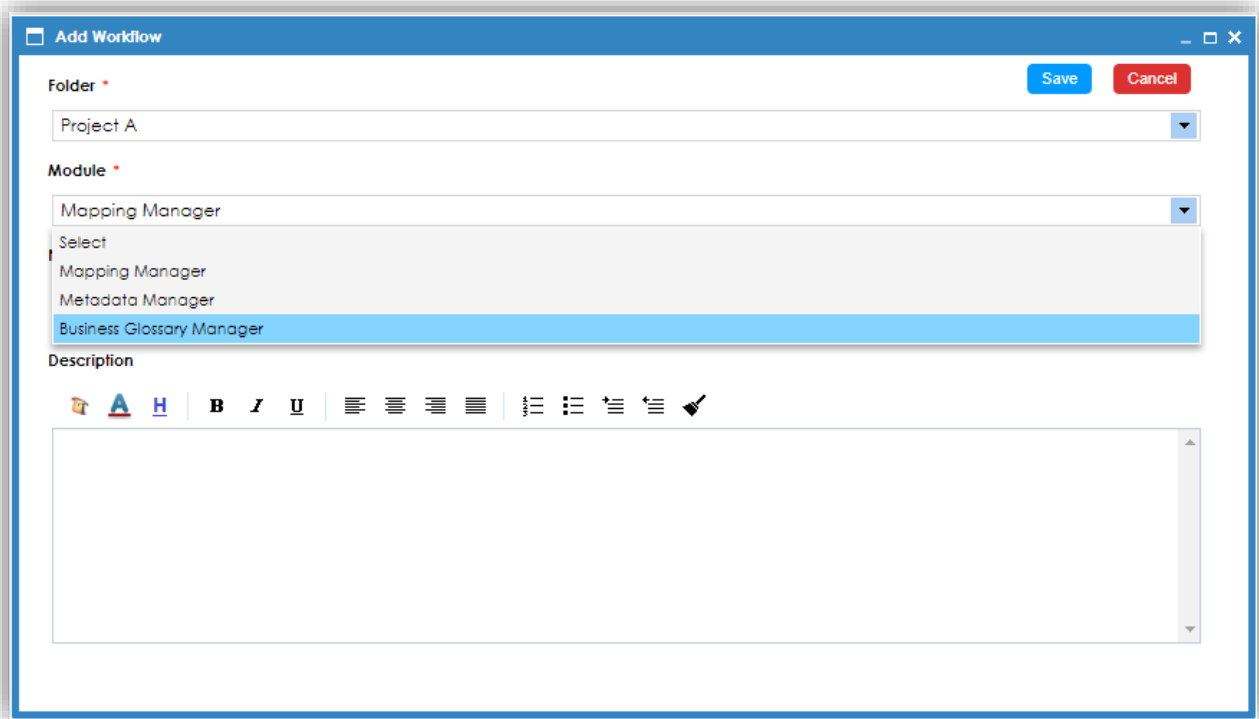 Add Workflow
Save Cancel
Folder *
Project A
Module *
Mapping Manager
Select
Mapping Manager
Metadata Manager
Business Glossary Manager
Description
A H B I U